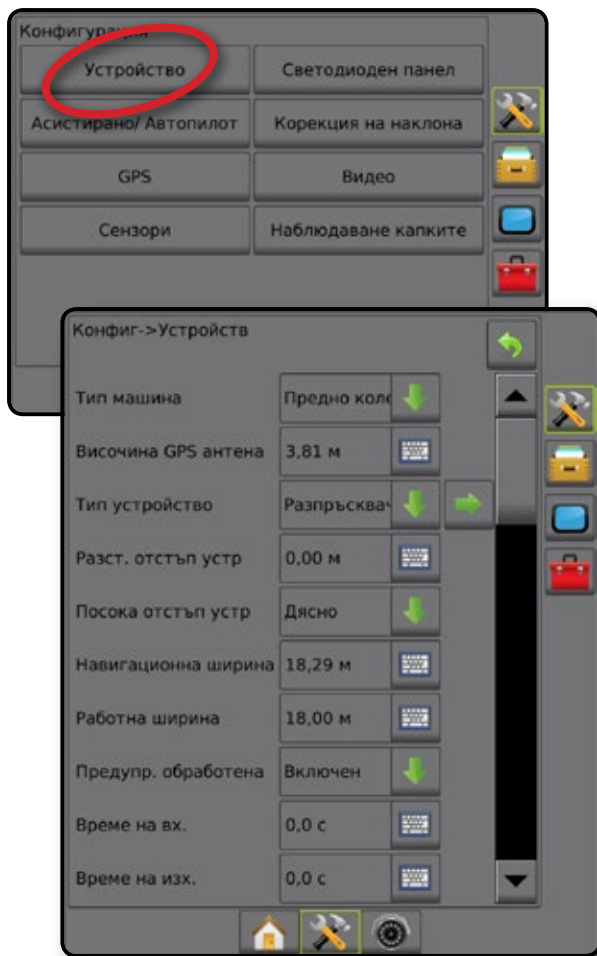 Конфигурация
Устройство
Светодиоден панел
Асистирано/ Автопилот
Корекция на наклона
GPS
Видео
Сензори
Наблюдаване капките
Конфиг->Устройств
Тип машина
Предно коле
Височина GPS антена
3,81 м
Тип устройство
Разпръсквач
Разст. отстъп устр
0,00 м
Посока отстъп устр
Дясно
Навигационна ширина
18,29 м
Работна ширина
18,00 м
Предупр. обработена
Включен
Време на вх.
0,0 с
Време на изх.
0,0 с